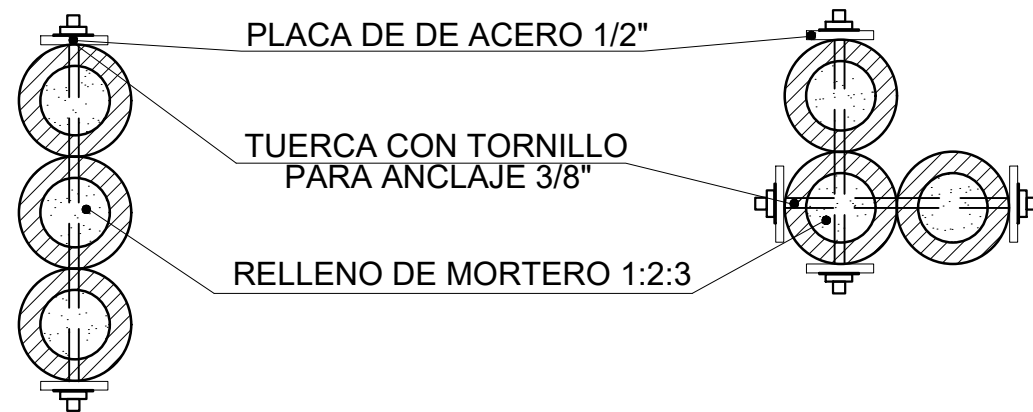 PLACA DE DE ACERO 1/2"
TUERCA CON TORNILLO
PARA ANCLAJE 3/8"
RELLENO DE MORTERO 1:2:3